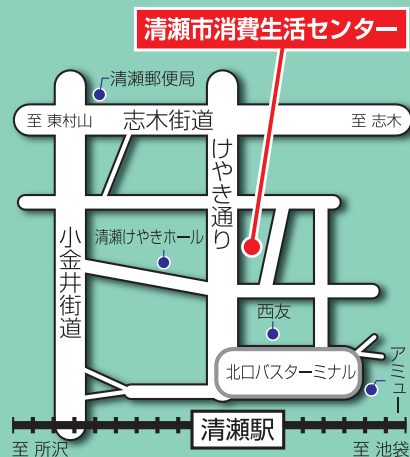 清瀬市消費生活センター
清瀬郵便局
至 東村山
志木街道
至 志木
けやき通り
小金井街道
清瀬けやきホール
西友
北口バスターミナル
アミュー
清瀬駅
至 所沢
至 池袋